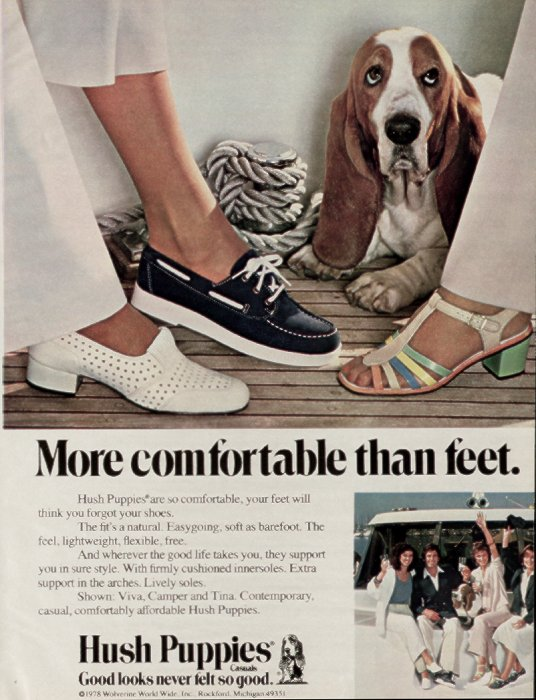 More comfortable than feet.
Hush Puppies® are so comfortable, your feet will
think you forgot your shoes.
The fit's a natural. Easygoing, soft as barefoot. The
feel, lightweight, flexible, free.
And wherever the good life takes you, they support
you in sure style. With firmly cushioned innersoles. Extra
support in the arches. Lively soles.
Shown: Viva, Camper and Tina. Contemporary,
casual, comfortably affordable Hush Puppies.
Hush Puppies®
Casuals
Good looks never felt so good.
©1978 Wolverine World Wide, Inc., Rockford, Michigan 49351